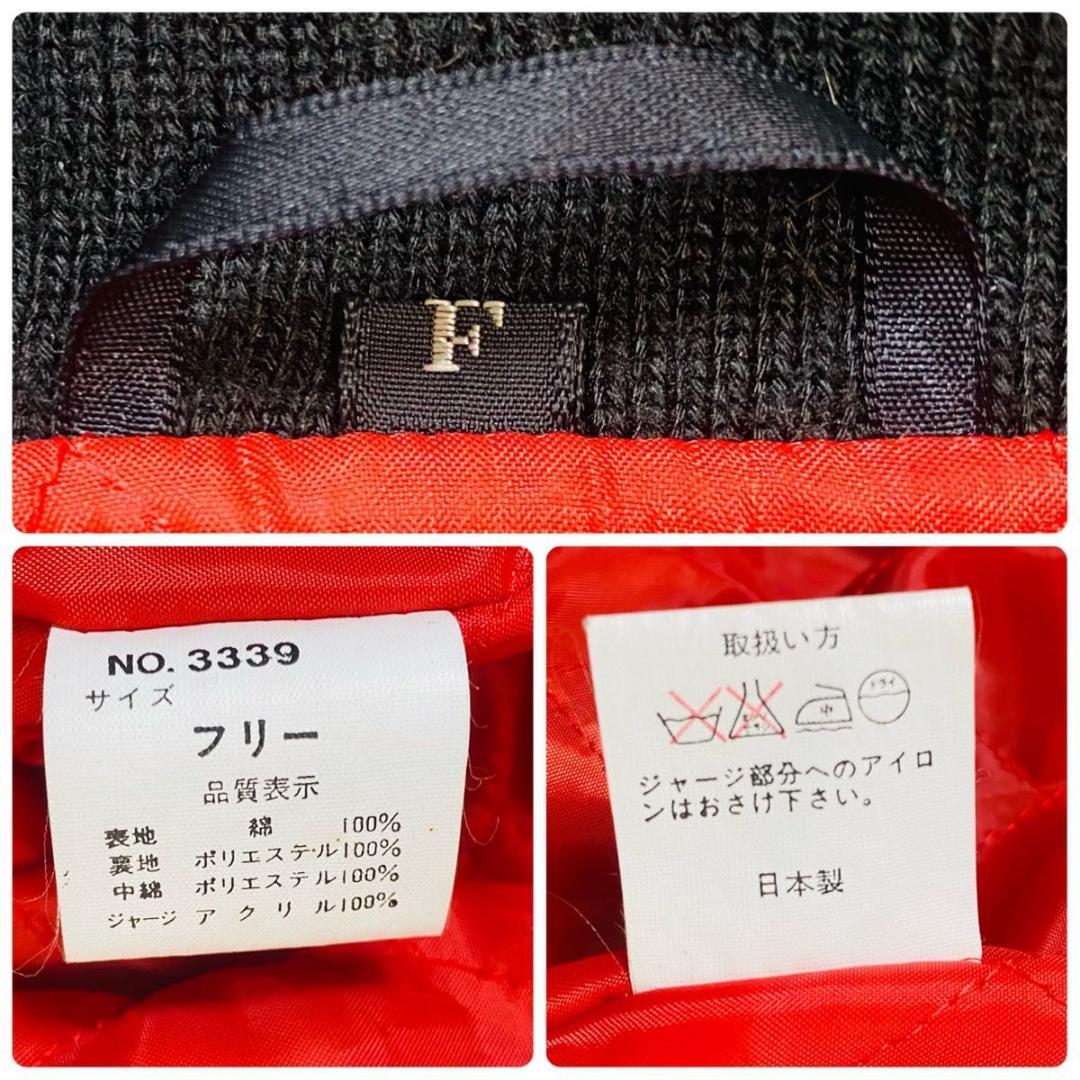 F
NO. 3339
サイズ
フリー
品質表示
表地 綿 100%
裏地 ポリエステル100%
中綿 ポリエステル100%
ジャージ アクリル100%
取扱い方
中 ドライ
ジャージ部分へのアイロ
ンはおさけ下さい。
日本製